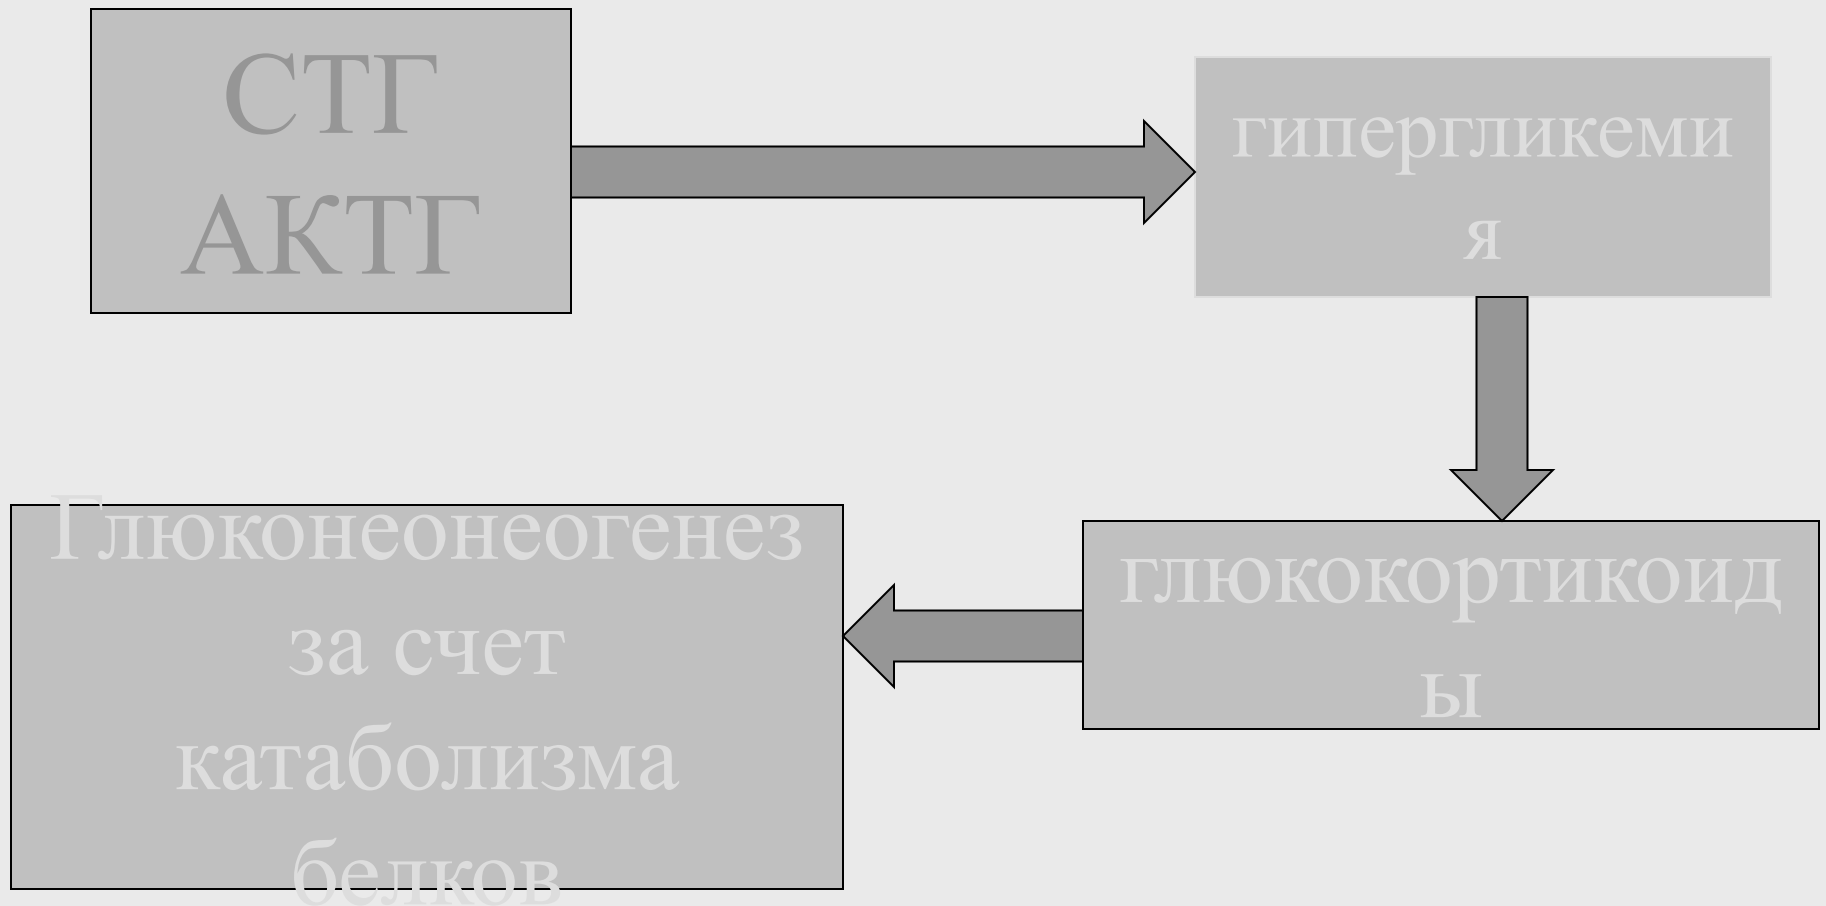 СТГ
АКТГ
гипергликеми
я
глюкокортикоид
ы
Глюконеонеогенез
за счет
катаболизма
белков